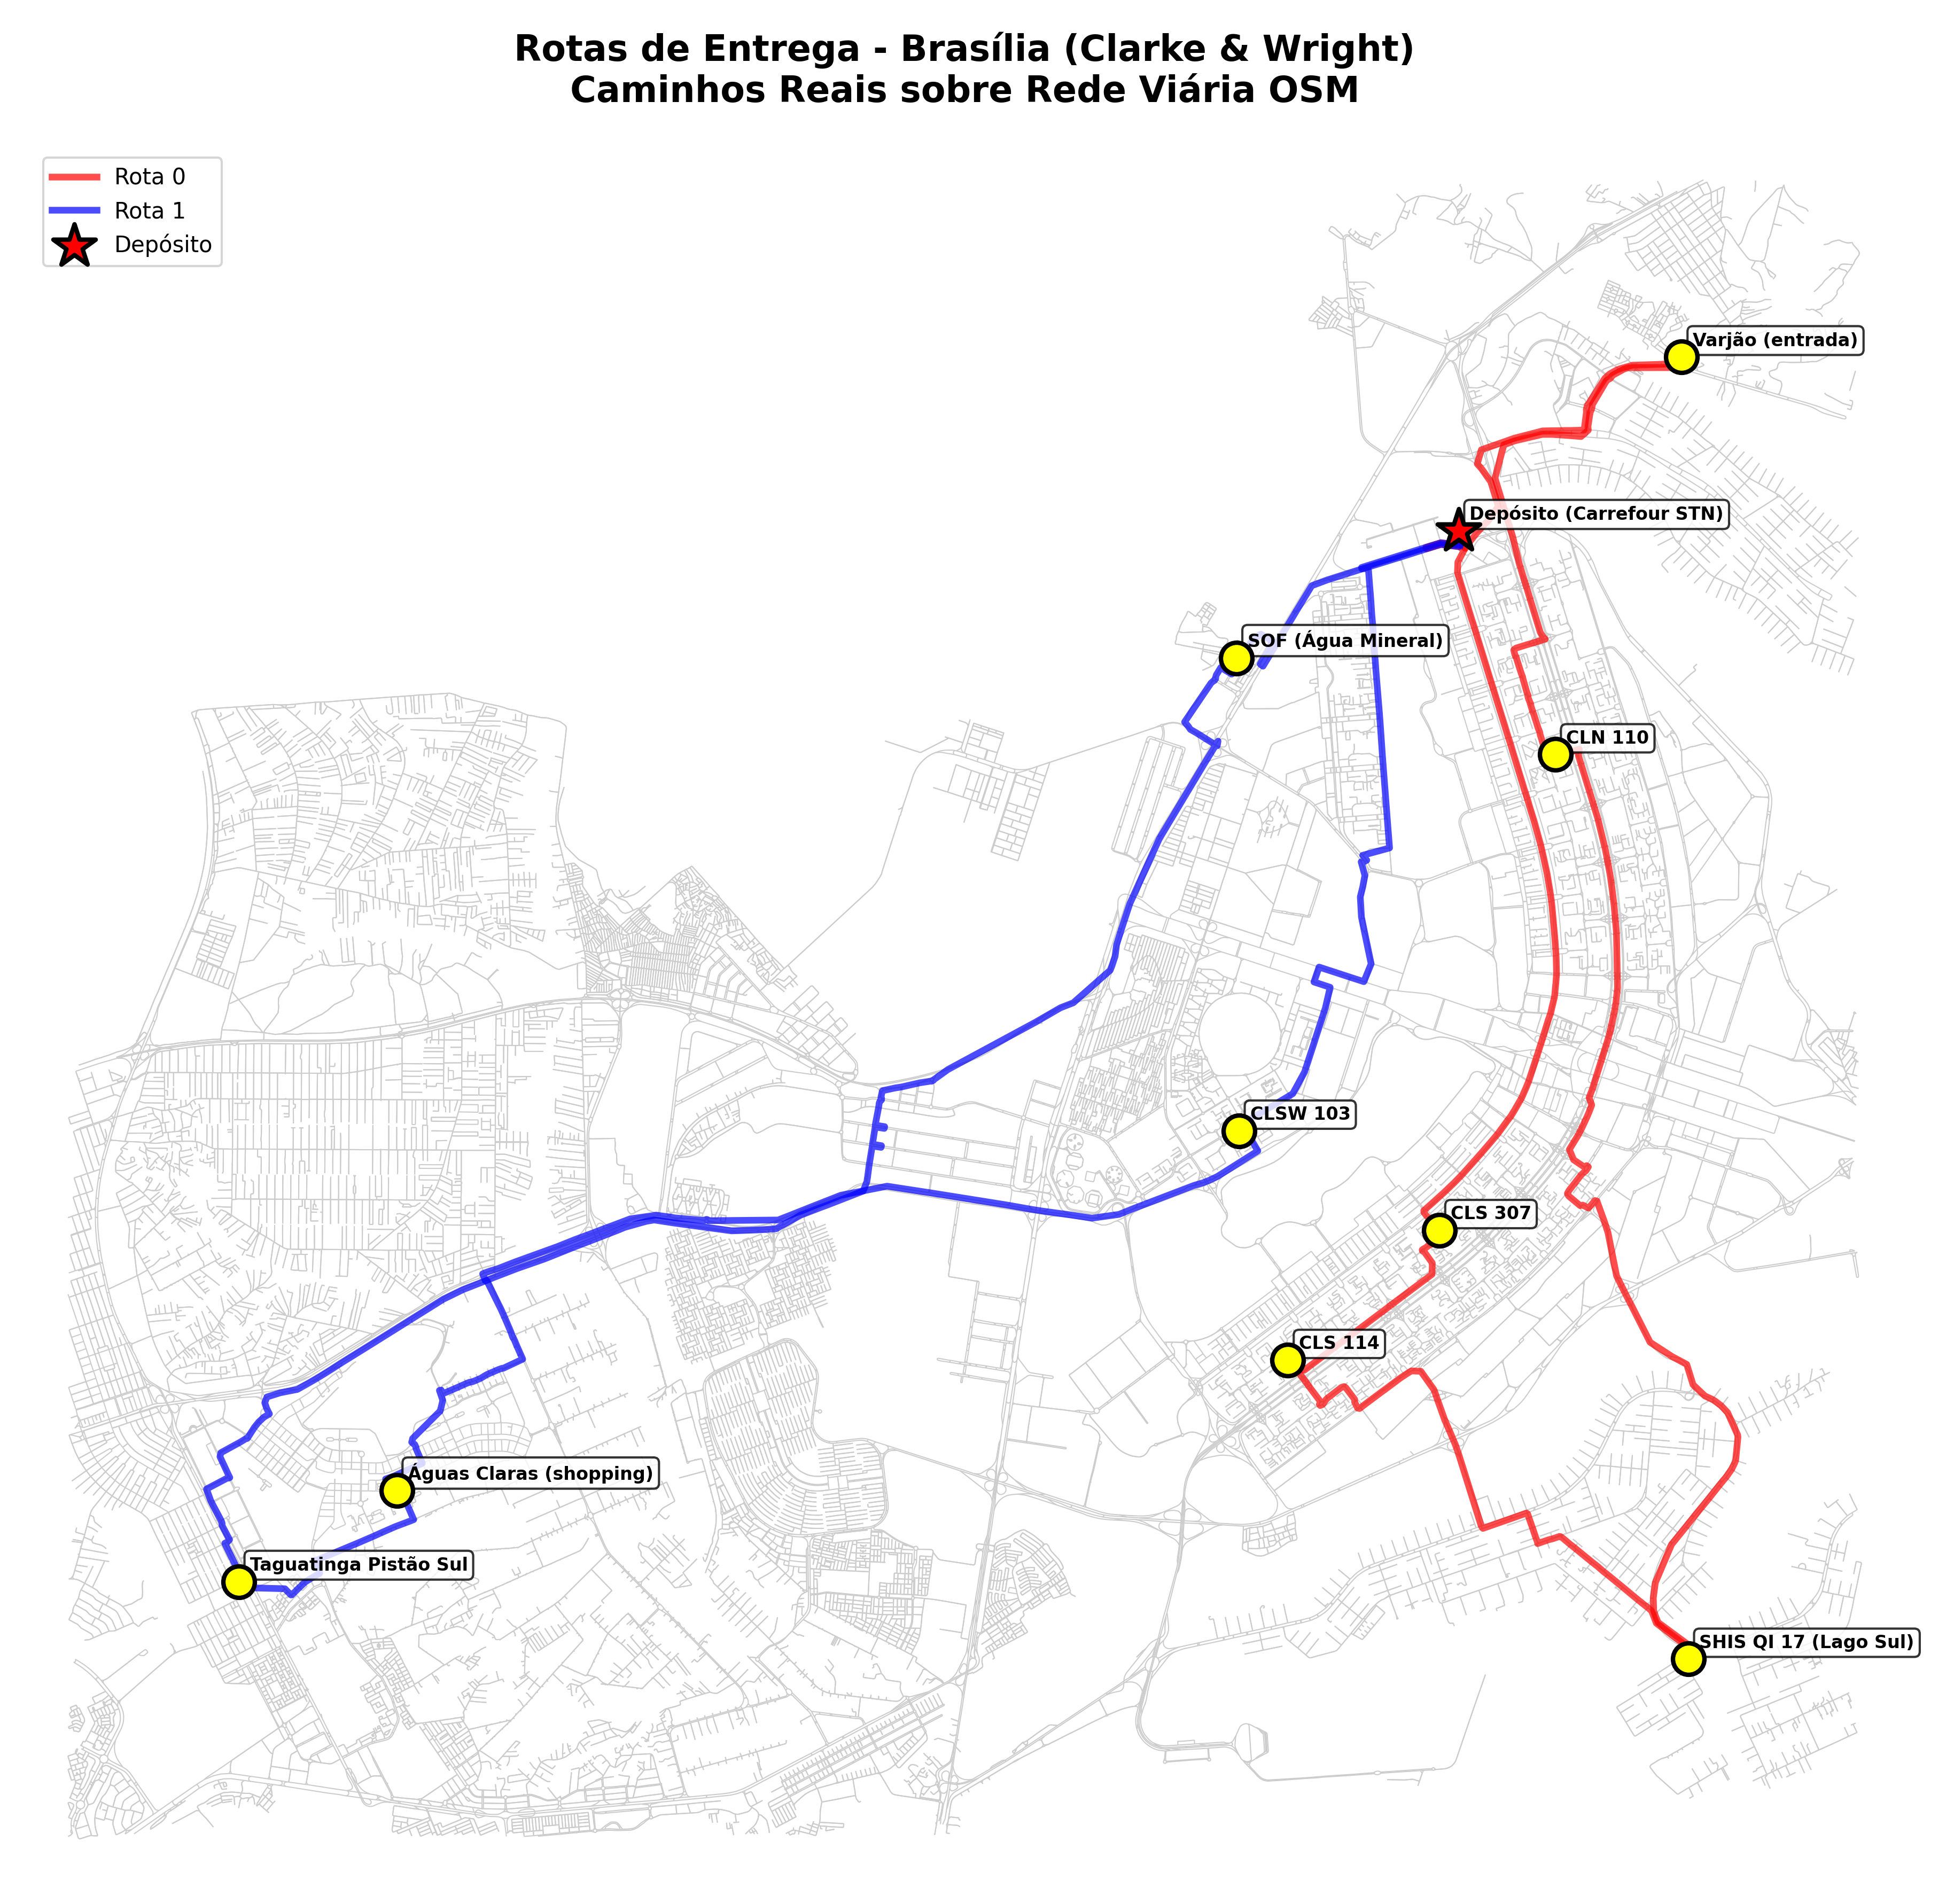 Rotas de Entrega - Brasília (Clarke & Wright)
Caminhos Reais sobre Rede Viária OSM
Rota 0
Rota 1
Depósito
Varjão (entrada)
Depósito (Carrefour STN)
SOF (Água Mineral)
CLN 110
CLSW 103
CLS 307
CLS 114
Águas Claras (shopping)
Taguatinga Pistão Sul
SHIS QI 17 (Lago Sul)